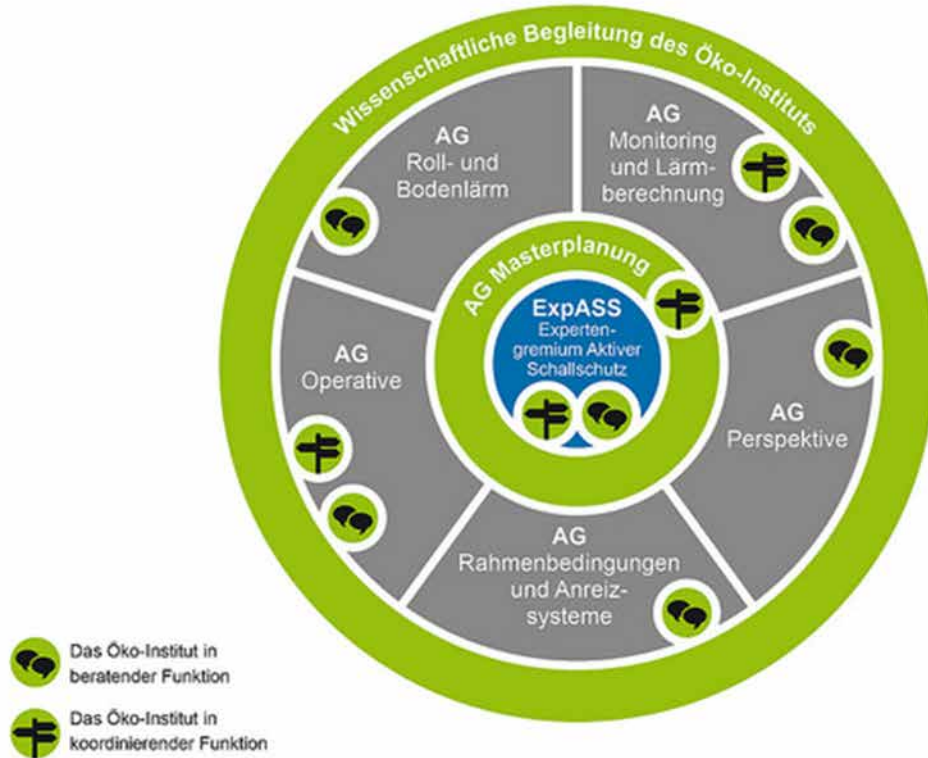 Wissenschaftliche Begleitung des Öko-Instituts
AG
Roll- und
Bodenlärm
AG
Monitoring
und Lärm-
berechnung
AG Masterplanung
ExpASS
Experten-
gremium Aktiver
Schallschutz
AG
Operative
AG
Perspektive
AG
Rahmenbedingungen
und Anreiz-
systeme
Das Öko-Institut in
beratender Funktion
Das Öko-Institut in
koordinierender Funktion